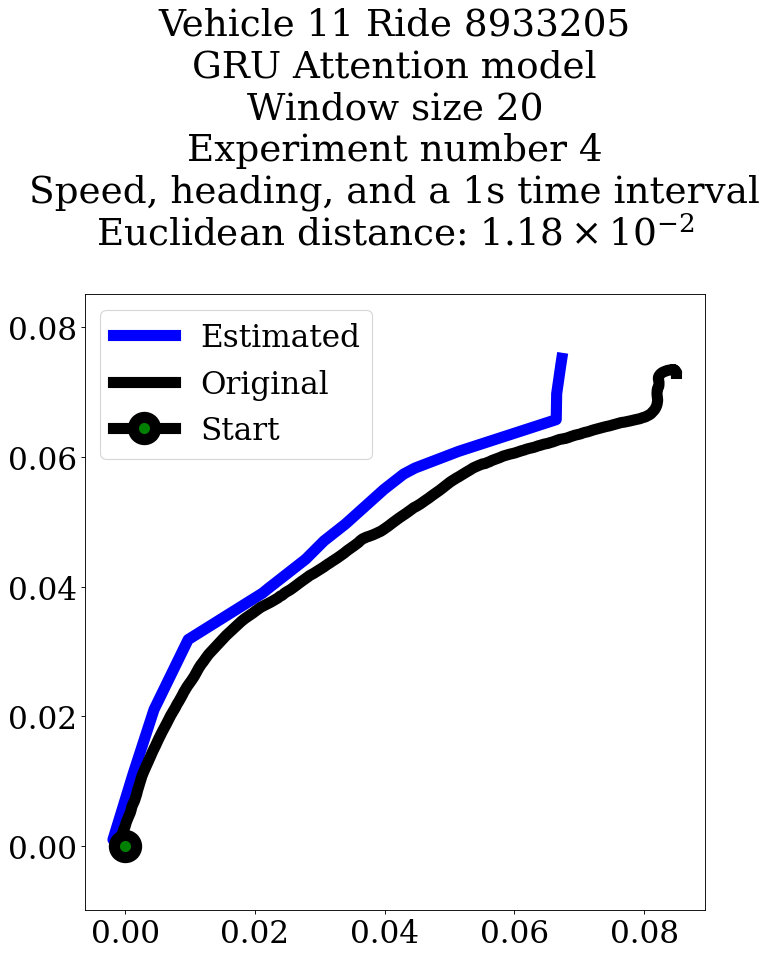 Vehicle 11 Ride 8933205
GRU Attention model
Window size 20
Experiment number 4
Speed, heading, and a 1s time interval
Euclidean distance: 1.18 × 10⁻²
Estimated
Original
Start
0.08
0.06
0.04
0.02
0.00
0.00 0.02 0.04 0.06 0.08